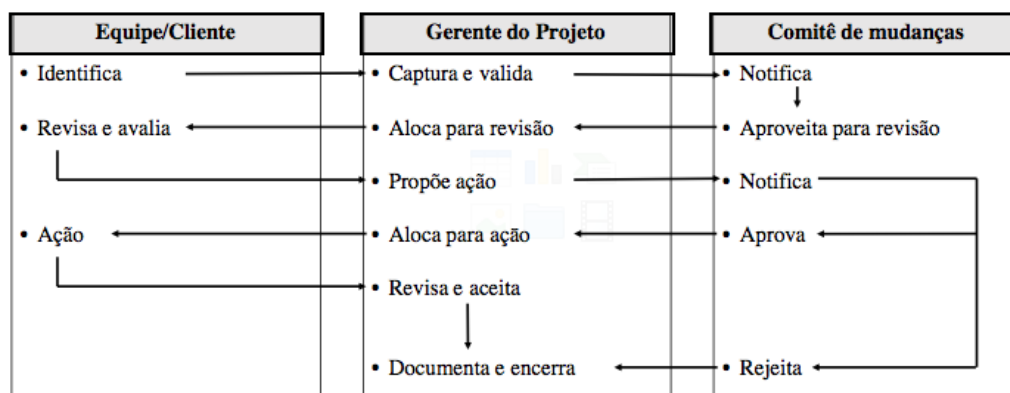 Equipe/Cliente
Gerente do Projeto
Comitê de mudanças
• Identifica
• Captura e valida
• Notifica
• Revisa e avalia
• Aloca para revisão
• Aproveita para revisão
• Propõe ação
• Notifica
• Ação
• Aloca para ação
• Aprova
• Revisa e aceita
• Documenta e encerra
• Rejeita